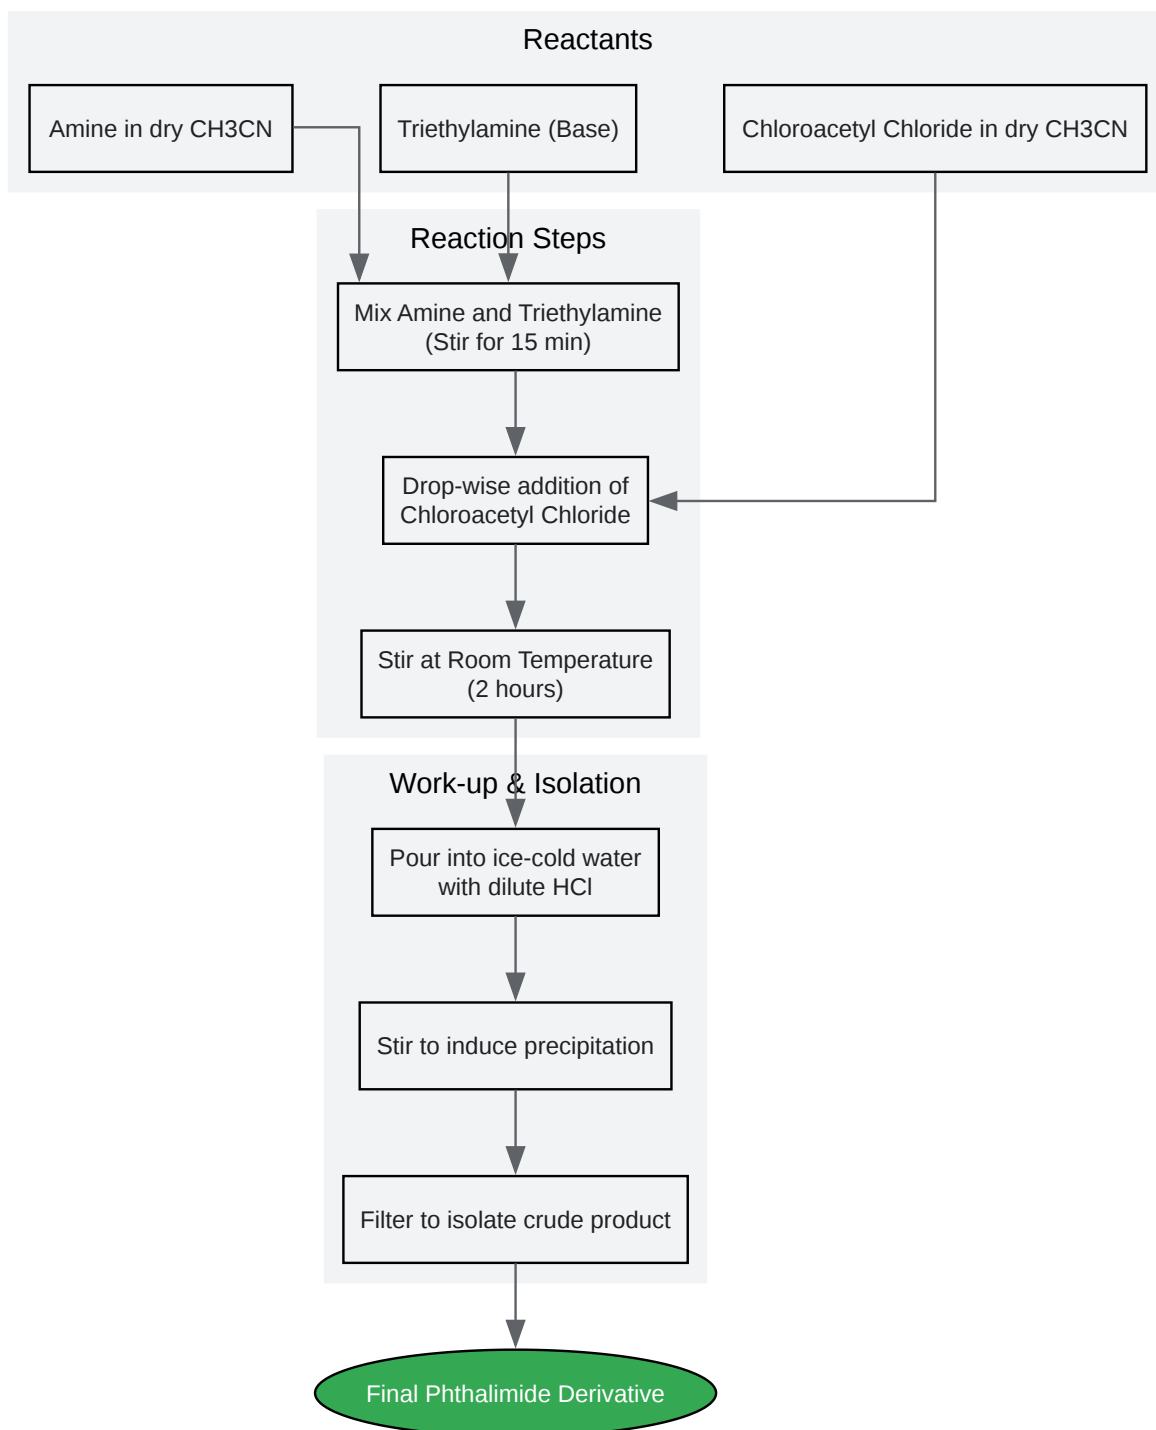 Reactants
Amine in dry CH3CN
Triethylamine (Base)
Chloroacetyl Chloride in dry CH3CN
Reaction Steps
Mix Amine and Triethylamine
(Stir for 15 min)
Drop-wise addition of
Chloroacetyl Chloride
Stir at Room Temperature
(2 hours)
Work-up & Isolation
Pour into ice-cold water
with dilute HCl
Stir to induce precipitation
Filter to isolate crude product
Final Phthalimide Derivative